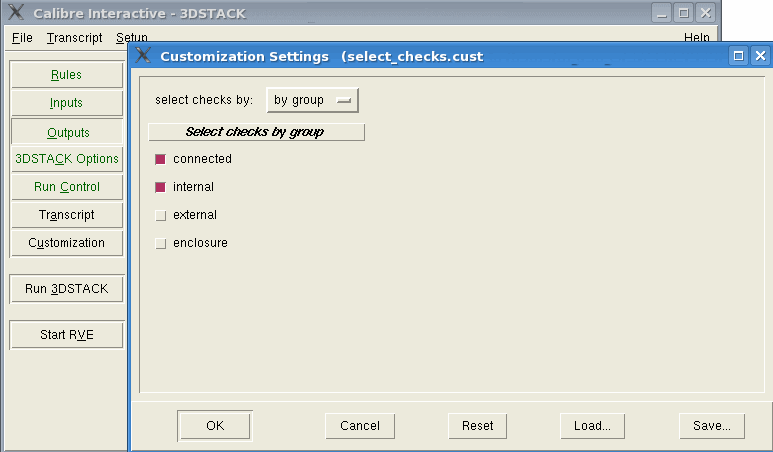 Calibre Interactive - 3DSTACK
File Transcript Setup Help
Customization Settings (select_checks.cust
Rules
Inputs
Outputs
3DSTACK Options
Run Control
Transcript
Customization
Run 3DSTACK
Start RVE
select checks by: by group
Select checks by group
connected
internal
external
enclosure
OK Cancel Reset Load... Save...